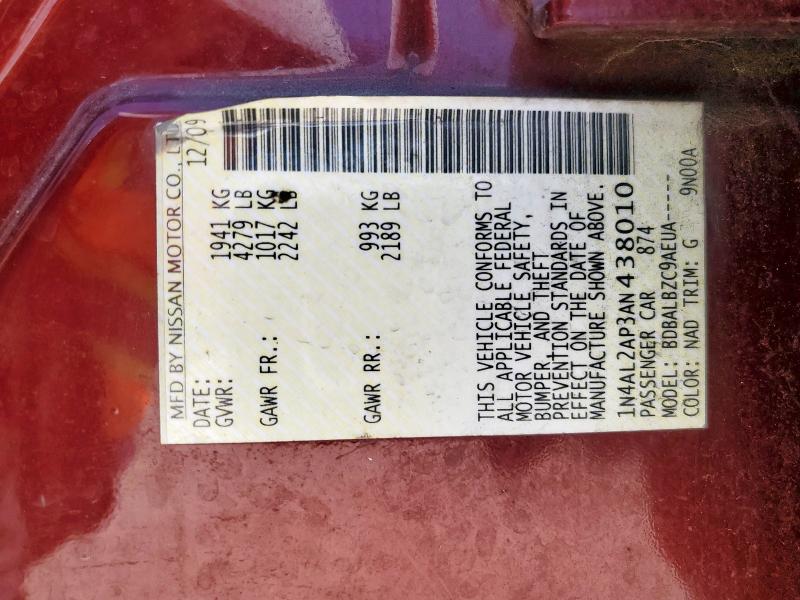 MFD BY NISSAN MOTOR CO., LTD
DATE: 12/09
GVWR: 1941 KG
4279 LB
GAWR FR.: 1017 KG
2242 LB
GAWR RR.: 993 KG
2189 LB
THIS VEHICLE CONFORMS TO
ALL APPLICABLE FEDERAL
MOTOR VEHICLE SAFETY,
BUMPER, AND THEFT
PREVENTION STANDARDS IN
EFFECT ON THE DATE OF
MANUFACTURE SHOWN ABOVE.
1N4AL2AP3AN438010
PASSENGER CAR 874
MODEL: BDBALBZC9AEUA-----
COLOR: NAD TRIM: G 9N00A